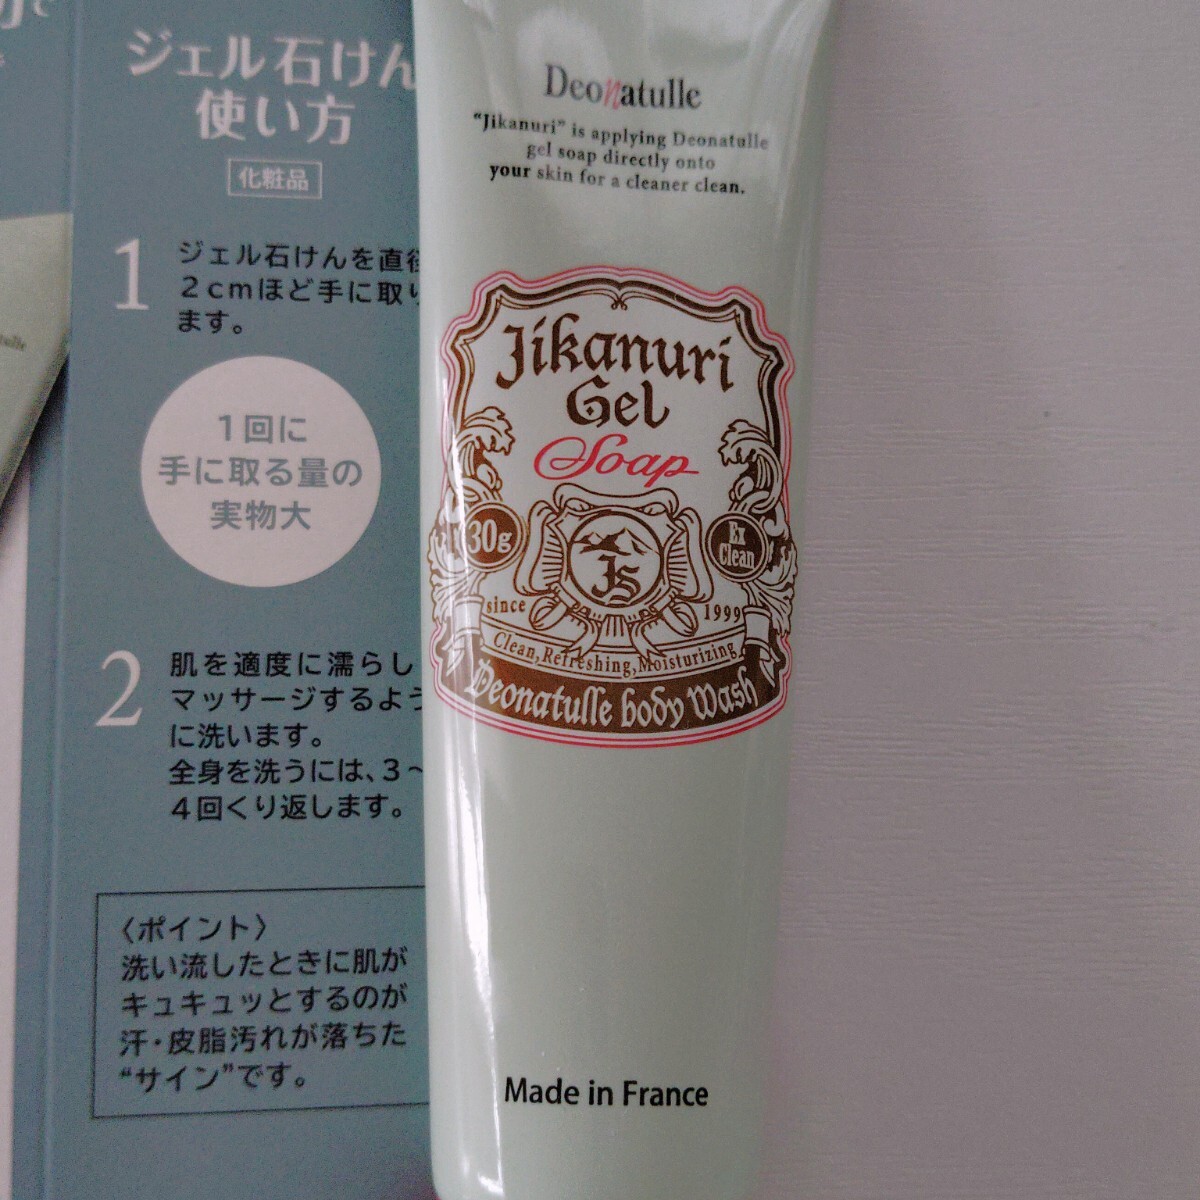 ジェル石けん
使い方
化粧品
1
ジェル石けんを直径
2cmほど手に取り
ます。
1回に
手に取る量の
実物大
2
肌を適度に濡らし
マッサージするよう
に洗います。
全身を洗うには、3〜
4回くり返します。
〈ポイント〉
洗い流したときに肌が
キュキュッとするのが
汗・皮脂汚れが落ちた
“サイン”です。
Deonatulle
“Jikanuri” is applying Deonatulle
gel soap directly onto
your skin for a cleaner clean.
Jikanuri
Gel
Soap
30g
Ex
Clean
JS
since 1999
Clean,Refreshing,Moisturizing
Deonatulle body Wash
Made in France